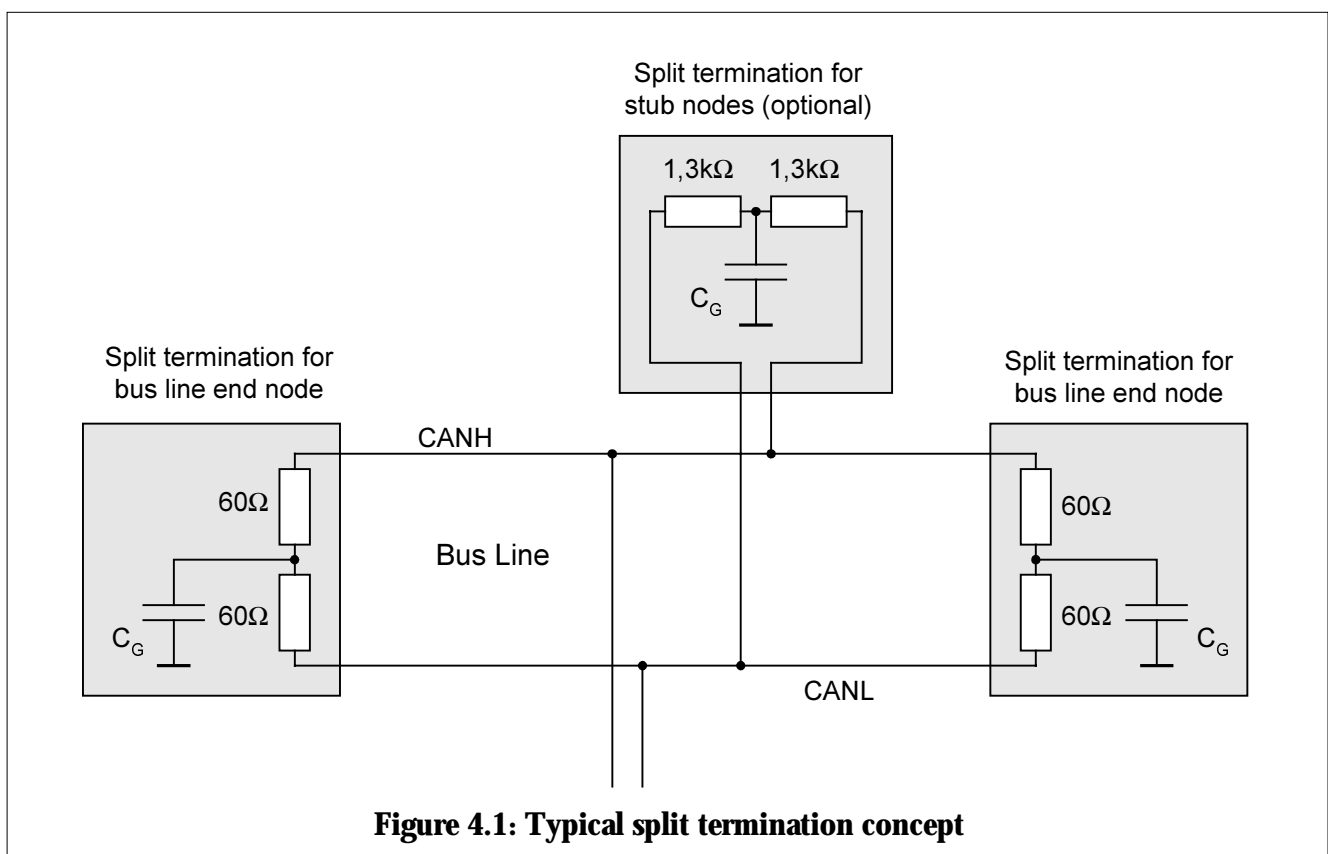 Split termination for
stub nodes (optional)
1,3kΩ 1,3kΩ
C_G
Split termination for
bus line end node
Split termination for
bus line end node
CANH
60Ω
60Ω
Bus Line
60Ω
60Ω
C_G
C_G
CANL
Figure 4.1: Typical split termination concept